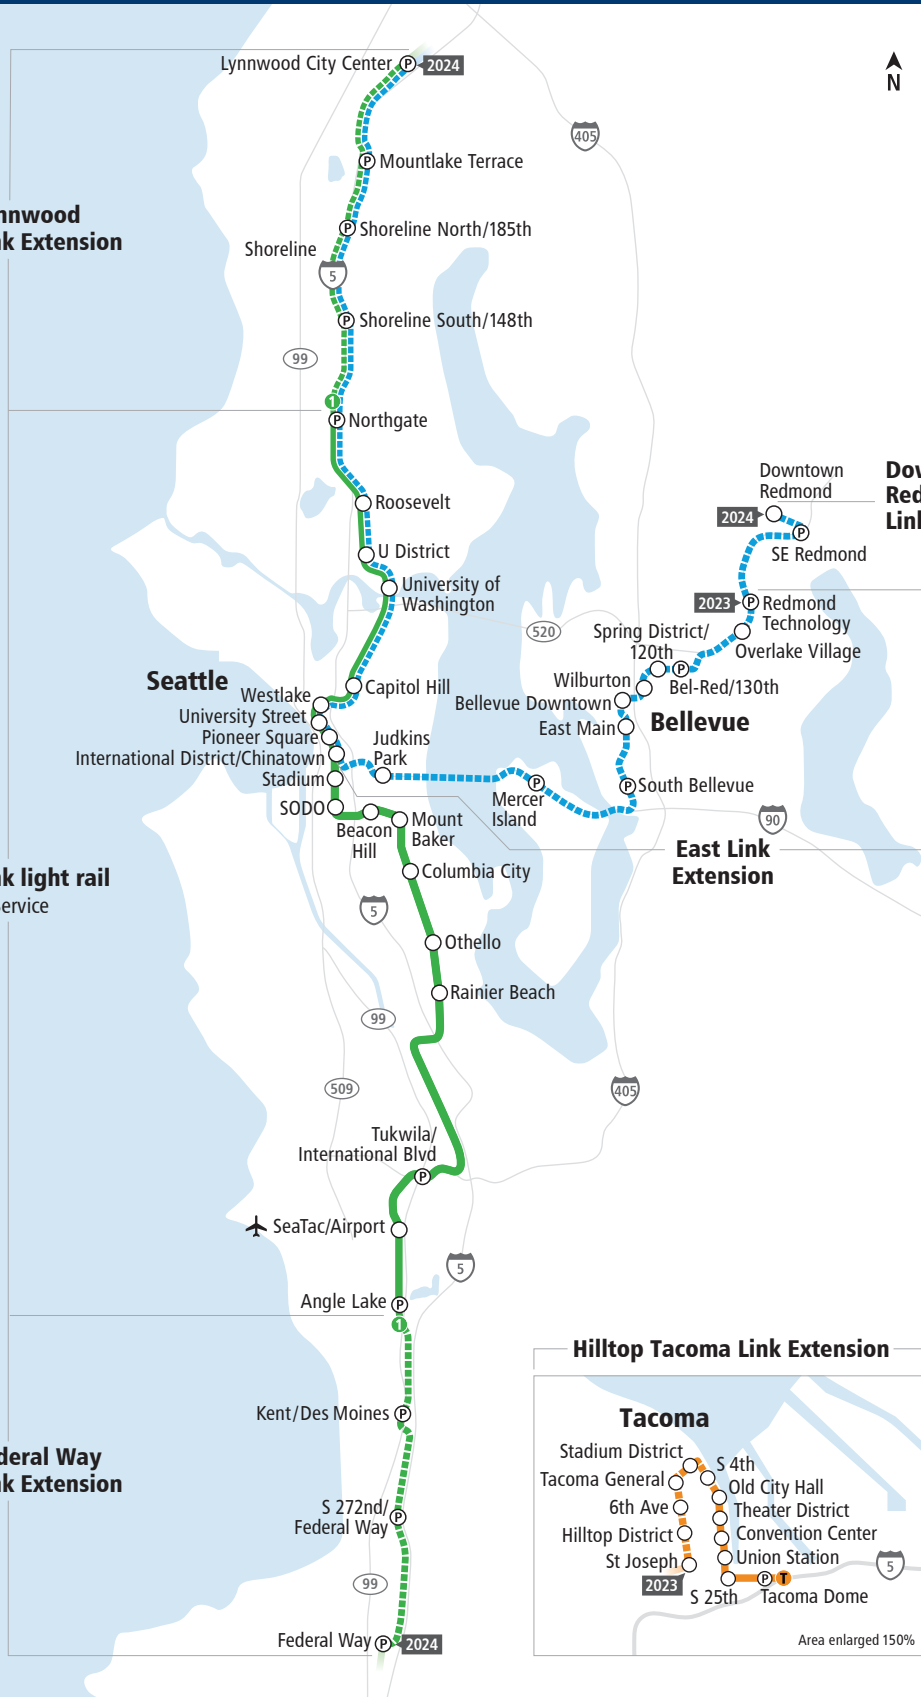 Lynnwood City Center
P
2024
N
405
P
Mountlake Terrace
nnwood
nk Extension
P
Shoreline North/185th
Shoreline
5
P
Shoreline South/148th
99
1
P
Northgate
Downtown
Redmond
Dov
Red
Link
Roosevelt
2024
P
SE Redmond
U District
University of
Washington
2023
P
Redmond
Technology
520
Spring District/
120th
Overlake Village
P
Bel-Red/130th
Wilburton
Seattle
Capitol Hill
Westlake
Bellevue Downtown
University Street
Bellevue
East Main
Pioneer Square
Judkins
Park
International District/Chinatown
Stadium
P
Mercer
Island
P
South Bellevue
SODO
90
Beacon
Hill
Mount
Baker
East Link
Extension
Columbia City
nk light rail
ervice
5
Othello
Rainier Beach
99
509
405
Tukwila/
International Blvd
P
SeaTac/Airport
5
Angle Lake
P
1
Hilltop Tacoma Link Extension
Kent/Des Moines
P
Tacoma
deral Way
nk Extension
Stadium District
S 4th
Tacoma General
Old City Hall
6th Ave
Theater District
S 272nd/
Federal Way
P
Hilltop District
Convention Center
St Joseph
Union Station
5
2023
P
T
S 25th
Tacoma Dome
99
Federal Way
P
2024
Area enlarged 150%